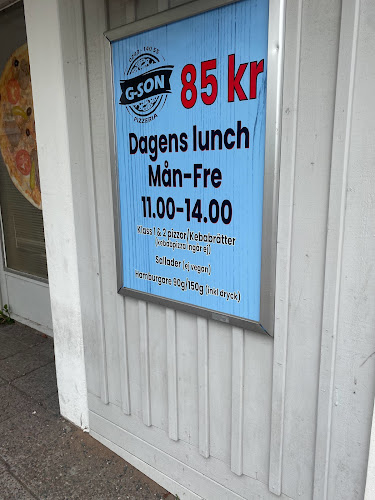 G-SON
PIZZERIA
85 kr
Dagens lunch
Mån-Fre
11.00-14.00
Klass 1 & 2 pizzor/Kebabrätter
(kebabpizza ingår ej)
Sallader (ej vegan)
Hamburgare 90g/150g (inkl dryck)